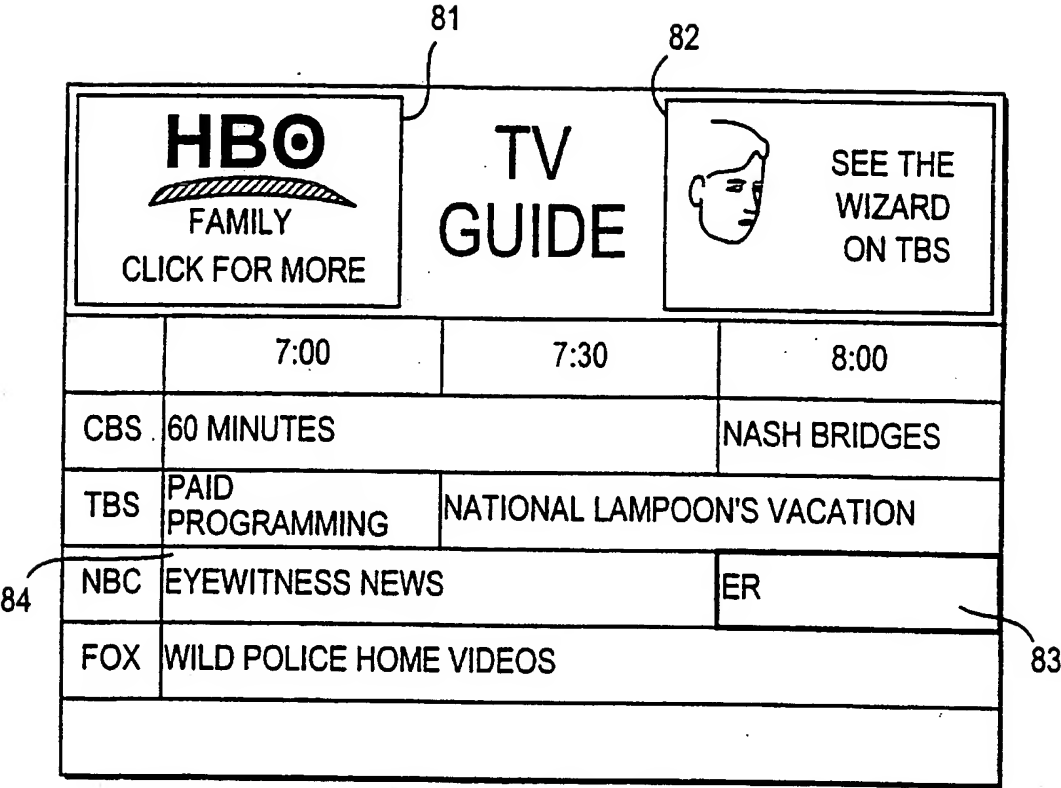 81
82
HBO
FAMILY
CLICK FOR MORE
TV
GUIDE
SEE THE
WIZARD
ON TBS
7:00 7:30 8:00
CBS 60 MINUTES NASH BRIDGES
TBS PAID
PROGRAMMING NATIONAL LAMPOON'S VACATION
84
NBC EYEWITNESS NEWS ER
83
FOX WILD POLICE HOME VIDEOS